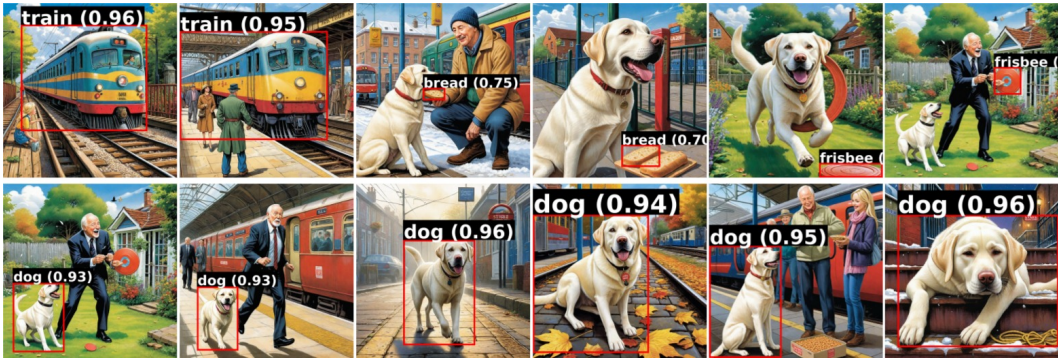 train (0.96)
train (0.95)
bread (0.75)
bread (0.70
frisbee (
frisbee (
dog (0.93)
dog (0.93)
dog (0.96)
dog (0.94)
dog (0.95)
dog (0.96)